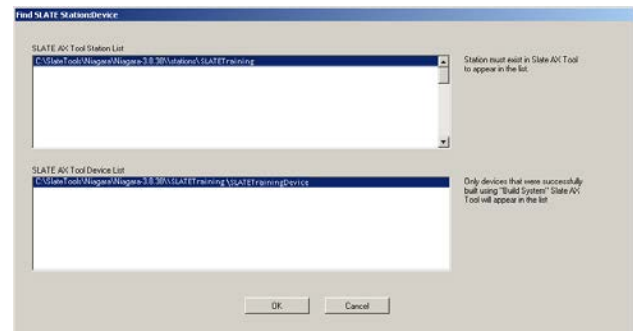 Find SLATE Station:Device
SLATE AX Tool Station List
C:\SlateTools\Niagara\Niagara-3.8.38\\stations\SLATETraining
Station must exist in Slate AX Tool
to appear in the list.
SLATE AX Tool Device List
C:\SlateTools\Niagara\Niagara-3.8.38\\SLATETraining\SLATETrainingDevice
Only devices that were successfully
built using "Build System" Slate AX
Tool will appear in the list
OK
Cancel